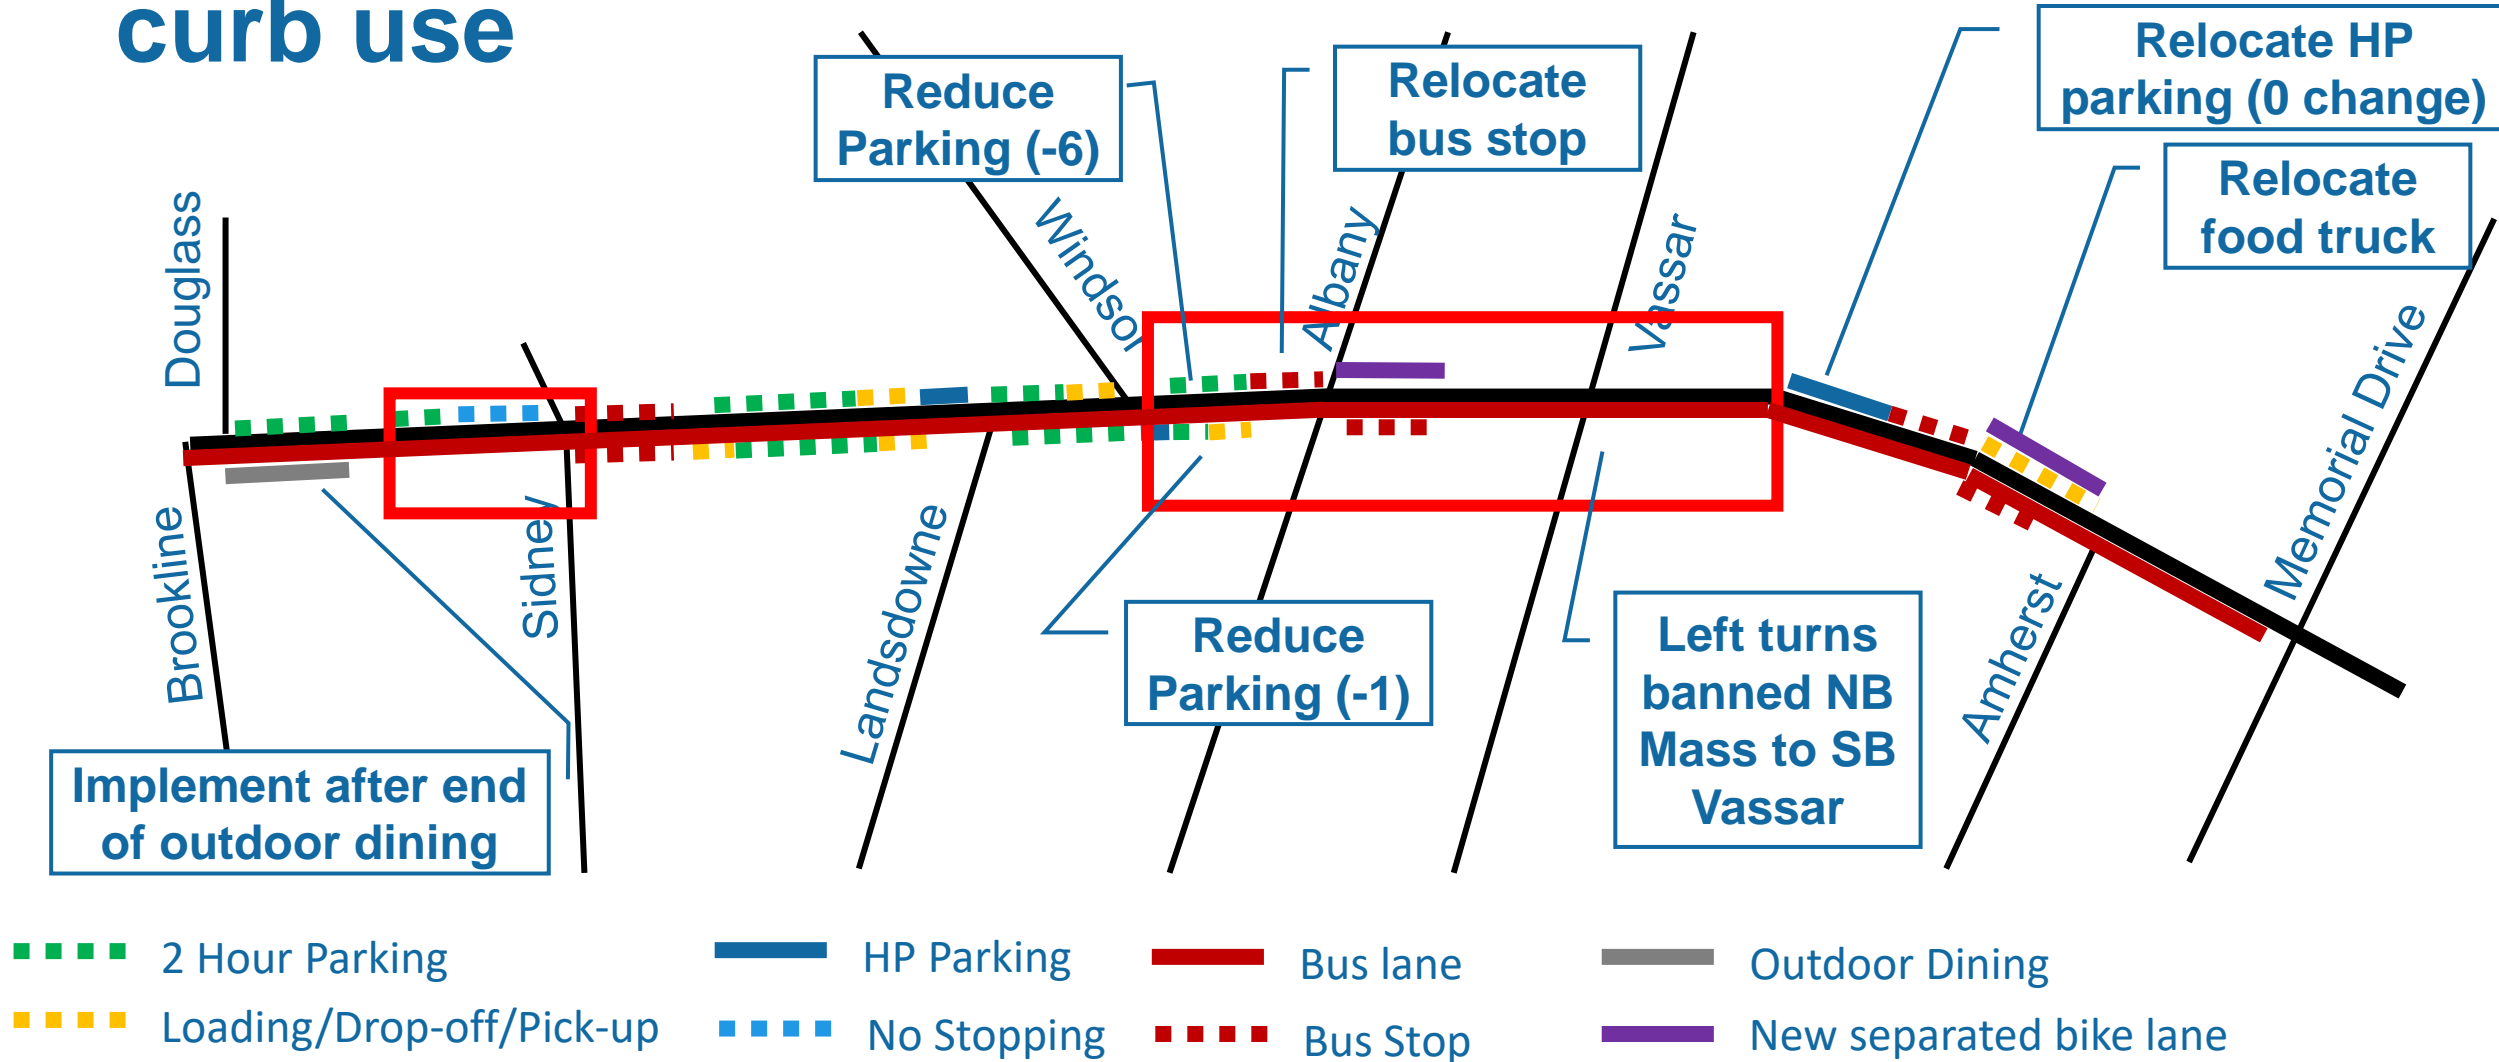 curb use
Reduce
Parking (-6)
Relocate
bus stop
Relocate HP
parking (0 change)
Relocate
food truck
Douglass
Windsor
Albany
Vassar
Memorial Drive
Brookline
Sidney
Landsdowne
Amherst
Reduce
Parking (-1)
Left turns
banned NB
Mass to SB
Vassar
Implement after end
of outdoor dining
2 Hour Parking
HP Parking
Bus lane
Outdoor Dining
Loading/Drop-off/Pick-up
No Stopping
Bus Stop
New separated bike lane